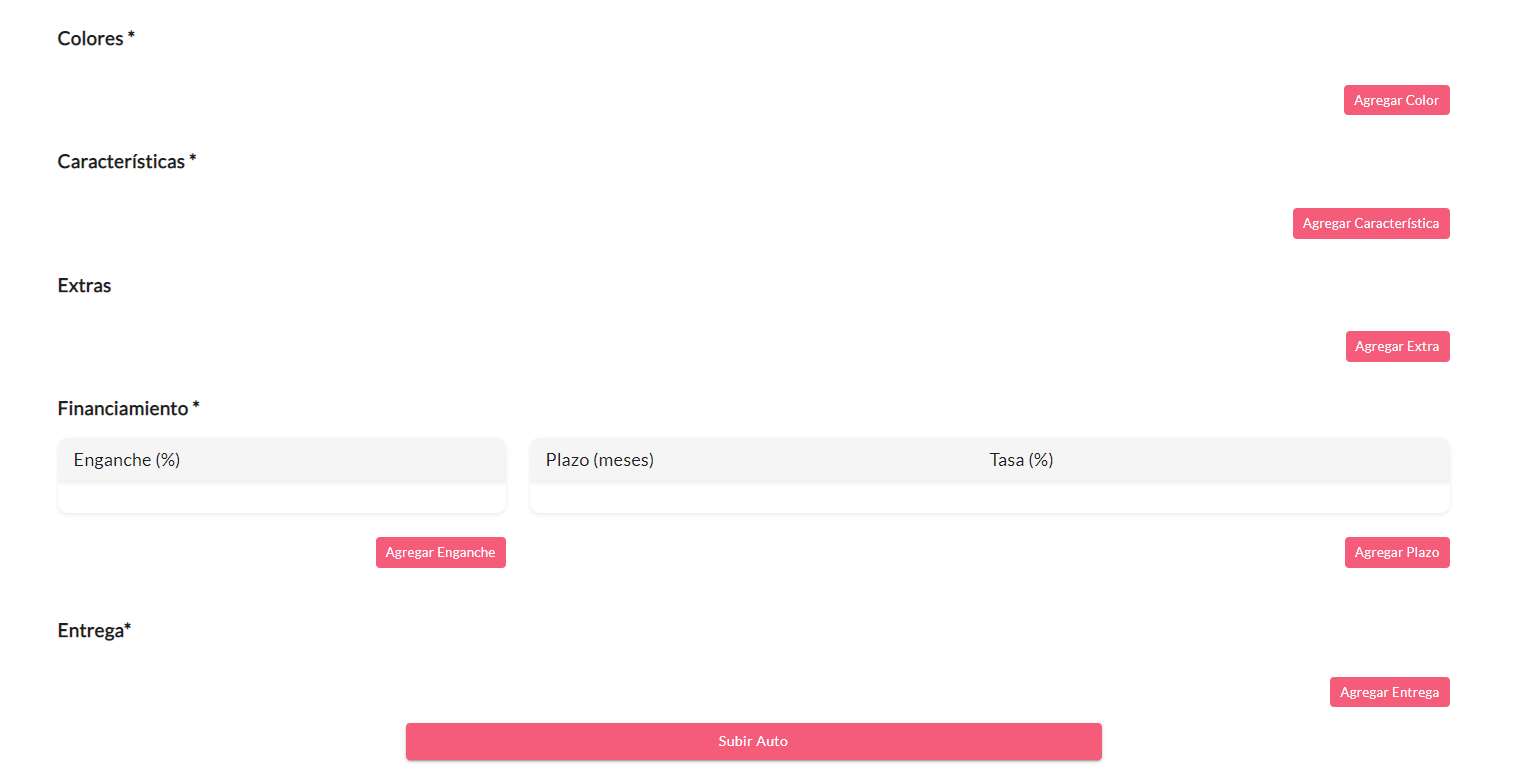 Colores *
Agregar Color
Características *
Agregar Característica
Extras
Agregar Extra
Financiamiento *
Enganche (%)
Plazo (meses) Tasa (%)
Agregar Enganche
Agregar Plazo
Entrega*
Agregar Entrega
Subir Auto